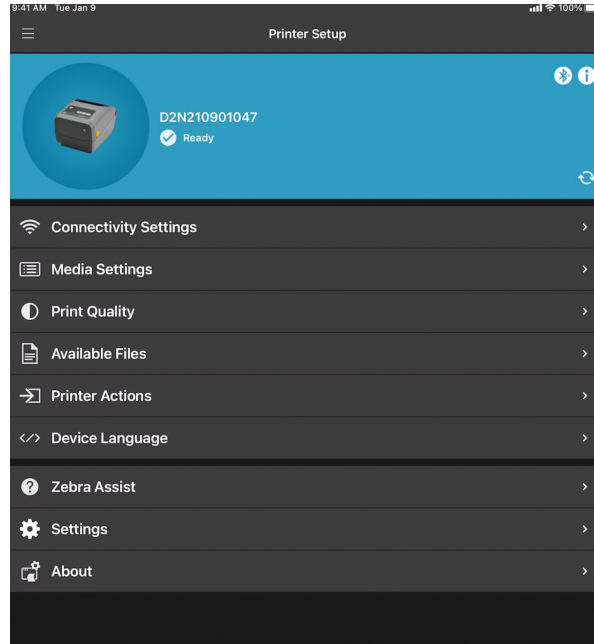 9:41 AM Tue Jan 9
100%
Printer Setup
D2N210901047
Ready
Connectivity Settings
Media Settings
Print Quality
Available Files
Printer Actions
Device Language
Zebra Assist
Settings
About